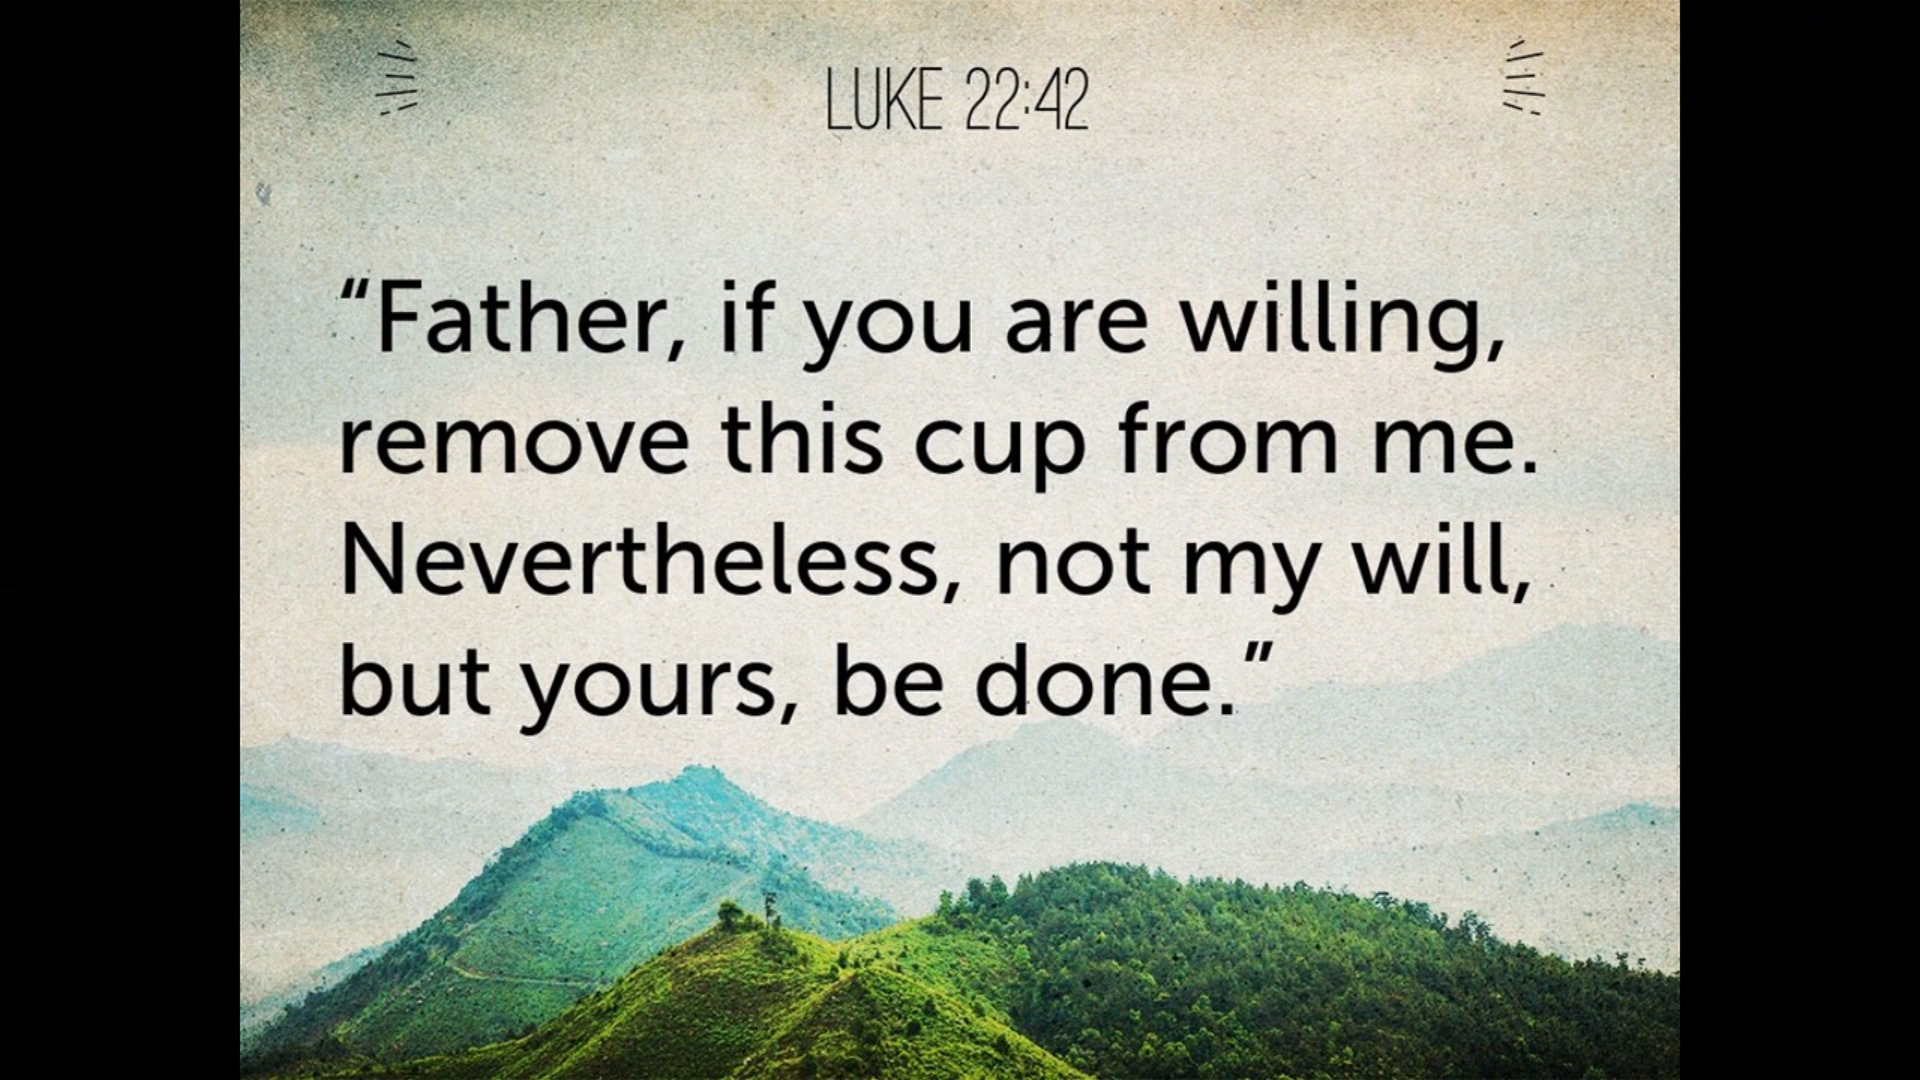 LUKE 22:42
“Father, if you are willing,
remove this cup from me.
Nevertheless, not my will,
but yours, be done.”